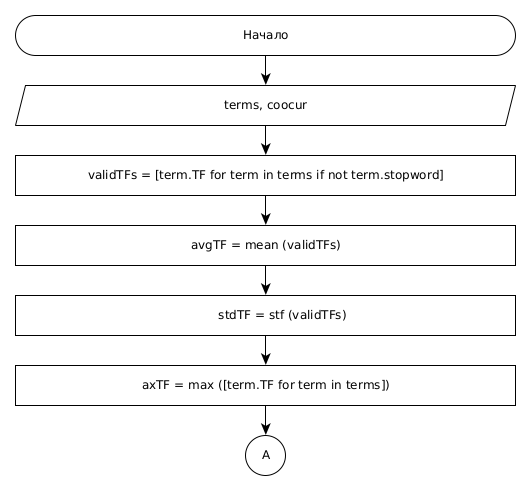 Начало
terms, coocur
validTFs = [term.TF for term in terms if not term.stopword]
avgTF = mean (validTFs)
stdTF = stf (validTFs)
axTF = max ([term.TF for term in terms])
A